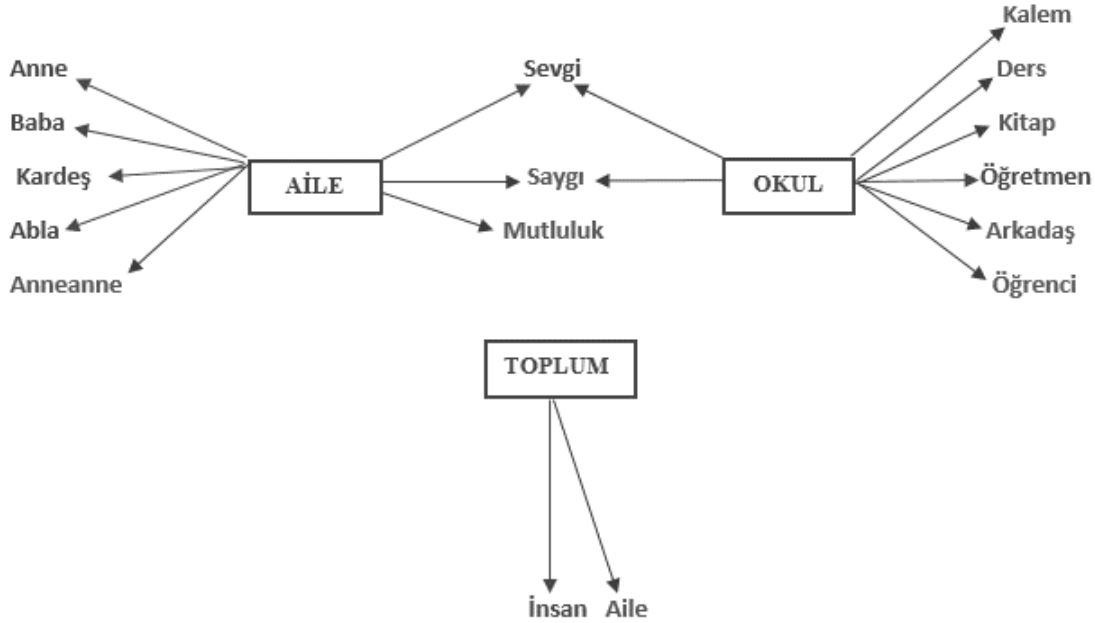 Kalem
Anne
Sevgi
Ders
Baba
Kitap
Kardeş
AİLE
Saygı
OKUL
Öğretmen
Abla
Mutluluk
Arkadaş
Anneanne
Öğrenci
TOPLUM
İnsan Aile